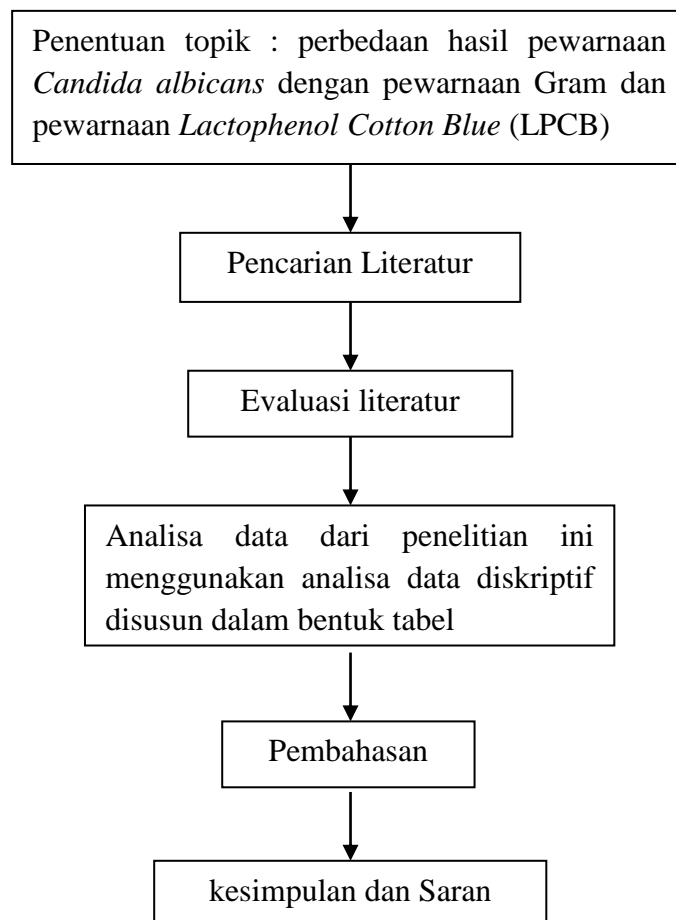 Penentuan topik : perbedaan hasil pewarnaan
Candida albicans dengan pewarnaan Gram dan
pewarnaan Lactophenol Cotton Blue (LPCB)
Pencarian Literatur
Evaluasi literatur
Analisa data dari penelitian ini
menggunakan analisa data diskriptif
disusun dalam bentuk tabel
Pembahasan
kesimpulan dan Saran